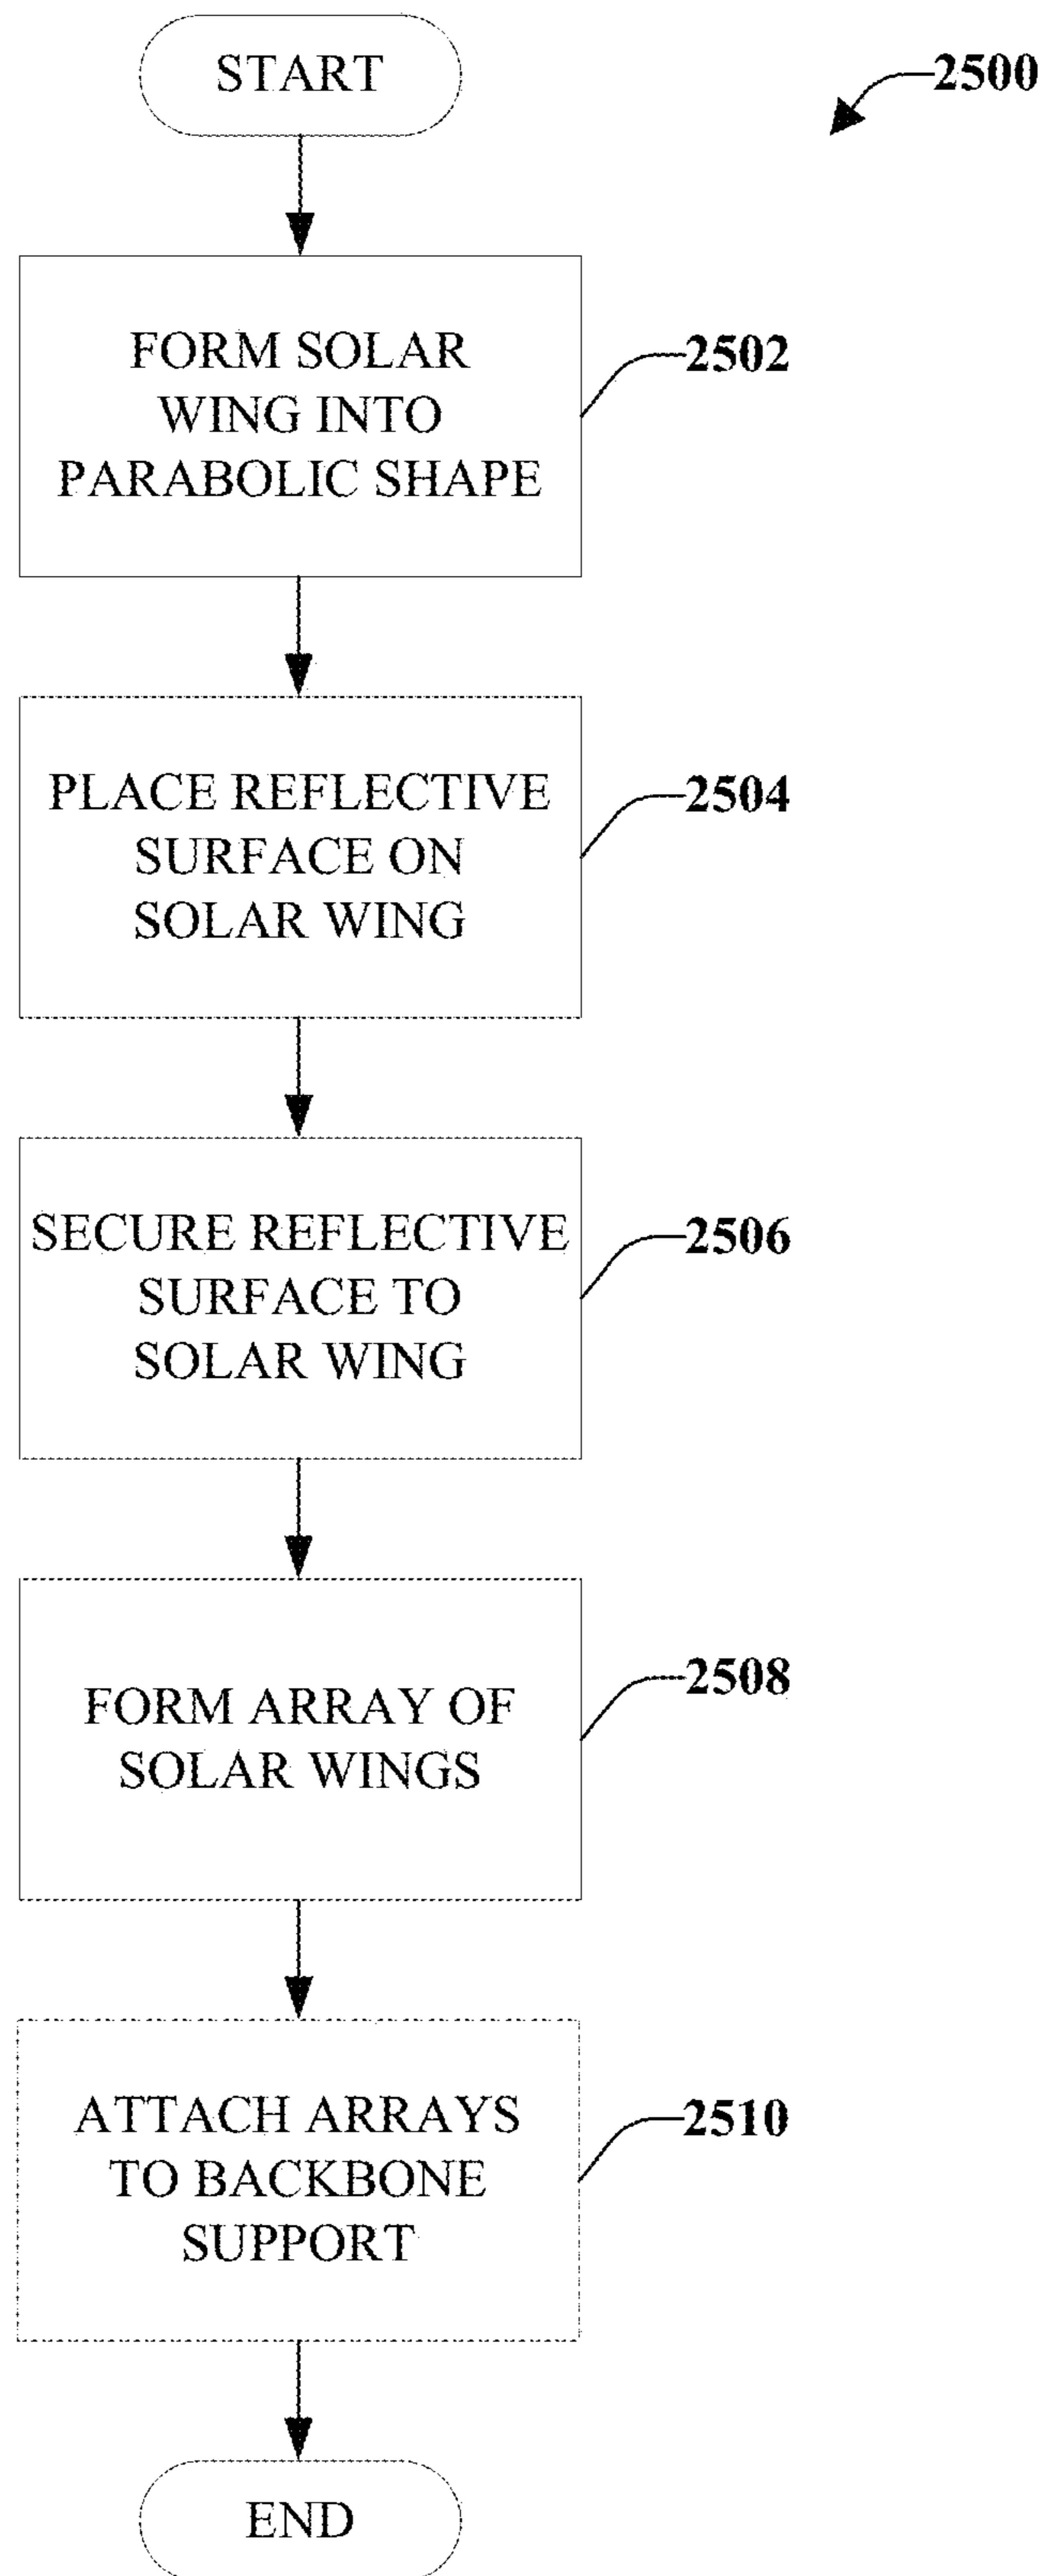 START
2500
FORM SOLAR
WING INTO
PARABOLIC SHAPE
2502
PLACE REFLECTIVE
SURFACE ON
SOLAR WING
2504
SECURE REFLECTIVE
SURFACE TO
SOLAR WING
2506
FORM ARRAY OF
SOLAR WINGS
2508
ATTACH ARRAYS
TO BACKBONE
SUPPORT
2510
END